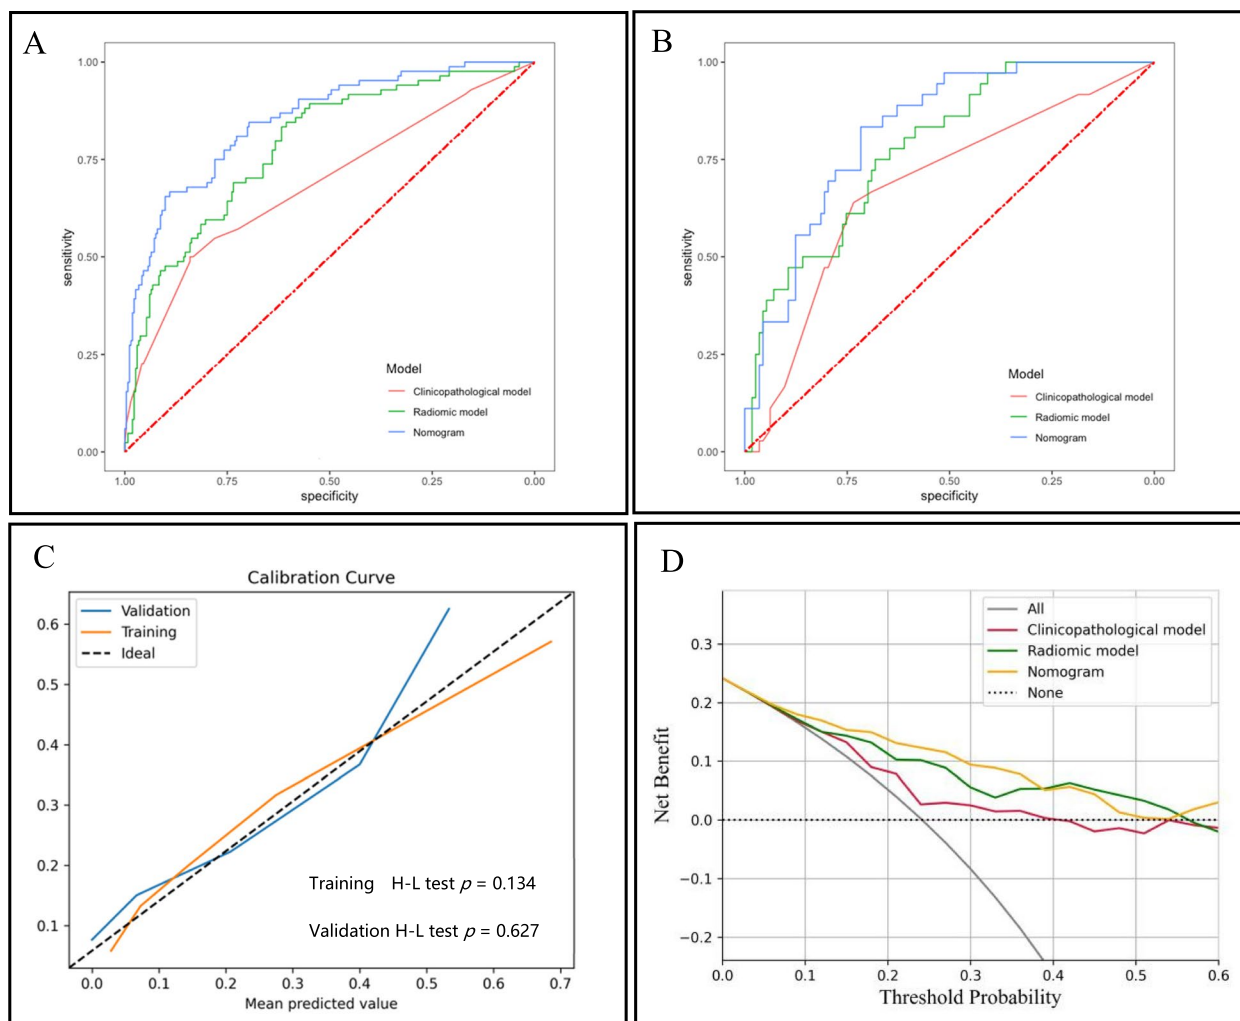 A
1.00
0.75
0.50
0.25
0.00
sensitivity
Model
Clinicopathological model
Radiomic model
Nomogram
1.00 0.75 0.50 0.25 0.00
specificity
B
1.00
0.75
0.50
0.25
0.00
sensitivity
Model
Clinicopathological model
Radiomic model
Nomogram
1.00 0.75 0.50 0.25 0.00
specificity
C
Calibration Curve
Validation
Training
Ideal
0.6
0.5
0.4
0.3
0.2
0.1
Training H-L test p = 0.134
Validation H-L test p = 0.627
0.0 0.1 0.2 0.3 0.4 0.5 0.6 0.7
Mean predicted value
D
All
Clinicopathological model
Radiomic model
Nomogram
None
0.3
0.2
0.1
0.0
−0.1
−0.2
Net Benefit
0.0 0.1 0.2 0.3 0.4 0.5 0.6
Threshold Probability